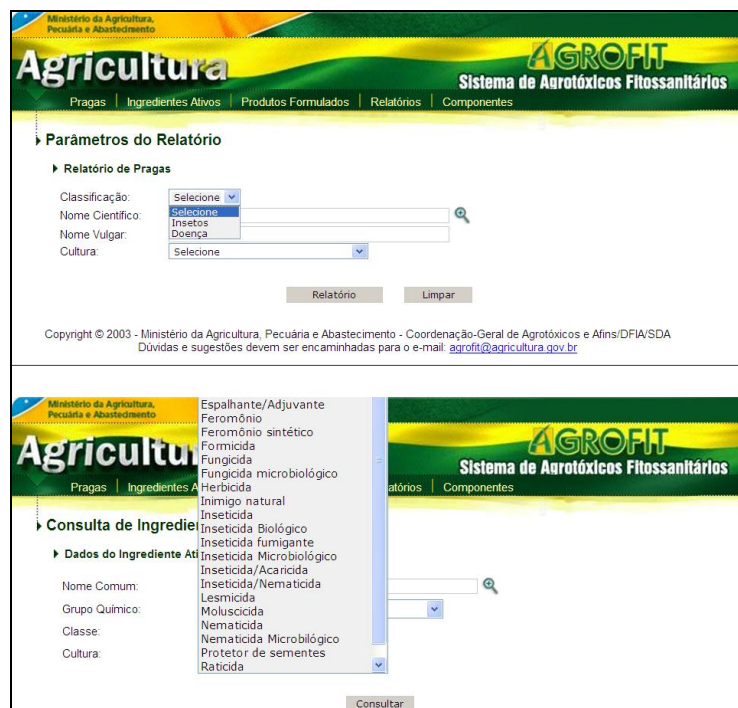 Ministério da Agricultura,
Pecuária e Abastecimento
Agricultura
AGROFIT
Sistema de Agrotóxicos Fitossanitários
Pragas | Ingredientes Ativos | Produtos Formulados | Relatórios | Componentes
Parâmetros do Relatório
Relatório de Pragas
Classificação: Selecione
Selecione
Nome Científico:
Insetos
Nome Vulgar: Doença
Cultura: Selecione
Relatório Limpar
Copyright © 2003 - Ministério da Agricultura, Pecuária e Abastecimento - Coordenação-Geral de Agrotóxicos e Afins/DFIA/SDA
Dúvidas e sugestões devem ser encaminhadas para o e-mail: agrofit@agricultura.gov.br
Ministério da Agricultura,
Pecuária e Abastecimento
Agricultu
AGROFIT
Sistema de Agrotóxicos Fitossanitários
Pragas | Ingredientes A
atórios | Componentes
Consulta de Ingredie
Dados do Ingrediente Ati
Nome Comum:
Grupo Químico:
Classe:
Cultura:
Espalhante/Adjuvante
Feromônio
Feromônio sintético
Formicida
Fungicida
Fungicida microbiológico
Herbicida
Inimigo natural
Inseticida
Inseticida Biológico
Inseticida fumigante
Inseticida Microbiológico
Inseticida/Acaricida
Inseticida/Nematicida
Lesmicida
Moluscicida
Nematicida
Nematicida Microbilógico
Protetor de sementes
Raticida
Consultar